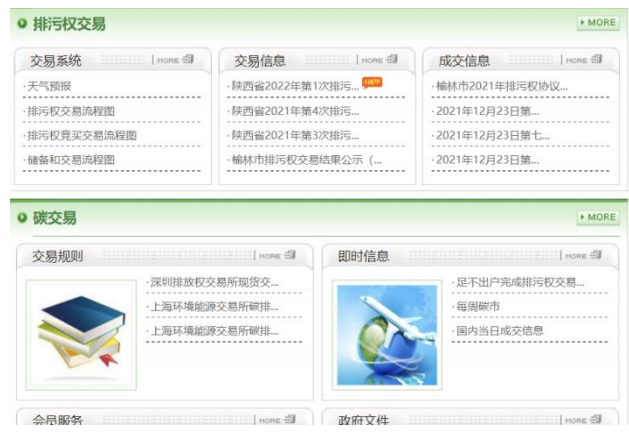 排污权交易
MORE
交易系统
MORE
·天气预报
·排污权交易流程图
·排污权竞买交易流程图
·储备和交易流程图
交易信息
MORE
·陕西省2022年第1次排污... NEW
·陕西省2021年第4次排污...
·陕西省2021年第3次排污...
·榆林市排污权交易结果公示（...
成交信息
MORE
·榆林市2021年排污权协议...
·2021年12月23日第...
·2021年12月23日第七...
·2021年12月23日第...
碳交易
MORE
交易规则
MORE
·深圳排放权交易所现货交...
·上海环境能源交易所碳排...
·上海环境能源交易所碳排...
即时信息
MORE
·足不出户完成排污权交易...
·每周碳市
·国内当日成交信息
会员服务
MORE
政府文件
MORE